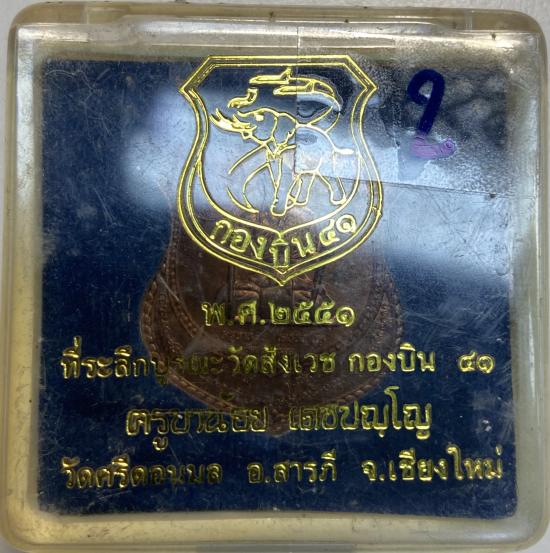 กองบิน ๔๑
พ.ศ.๒๕๕๑
ที่ระลึกบูรณะวัดสังเวช กองบิน ๔๑
ครูบาน้อย เตชปญฺโญ
วัดศรีดอนมูล อ.สารภี จ.เชียงใหม่